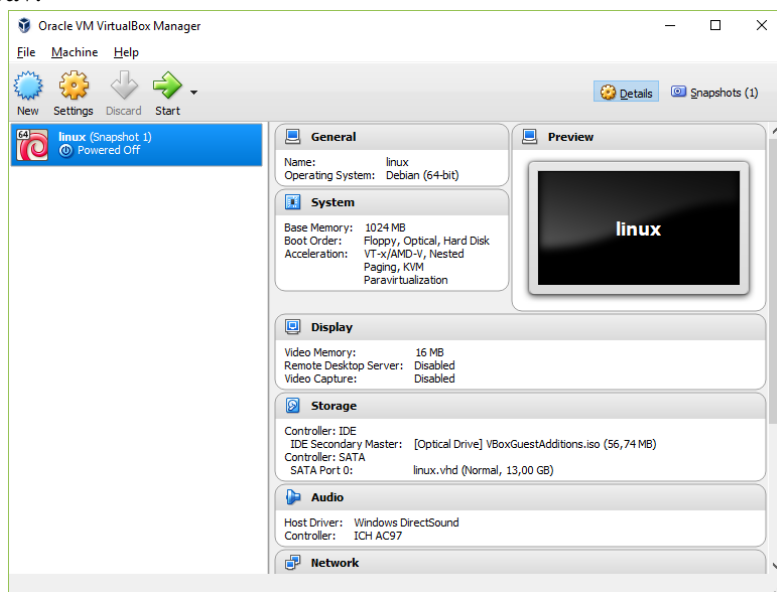 Oracle VM VirtualBox Manager
File Machine Help
New Settings Discard Start
Details Snapshots (1)
64
linux (Snapshot 1)
Powered Off
General
Name: linux
Operating System: Debian (64-bit)
System
Base Memory: 1024 MB
Boot Order: Floppy, Optical, Hard Disk
Acceleration: VT-x/AMD-V, Nested
Paging, KVM
Paravirtualization
Preview
linux
Display
Video Memory: 16 MB
Remote Desktop Server: Disabled
Video Capture: Disabled
Storage
Controller: IDE
IDE Secondary Master: [Optical Drive] VBoxGuestAdditions.iso (56,74 MB)
Controller: SATA
SATA Port 0: linux.vhd (Normal, 13,00 GB)
Audio
Host Driver: Windows DirectSound
Controller: ICH AC97
Network